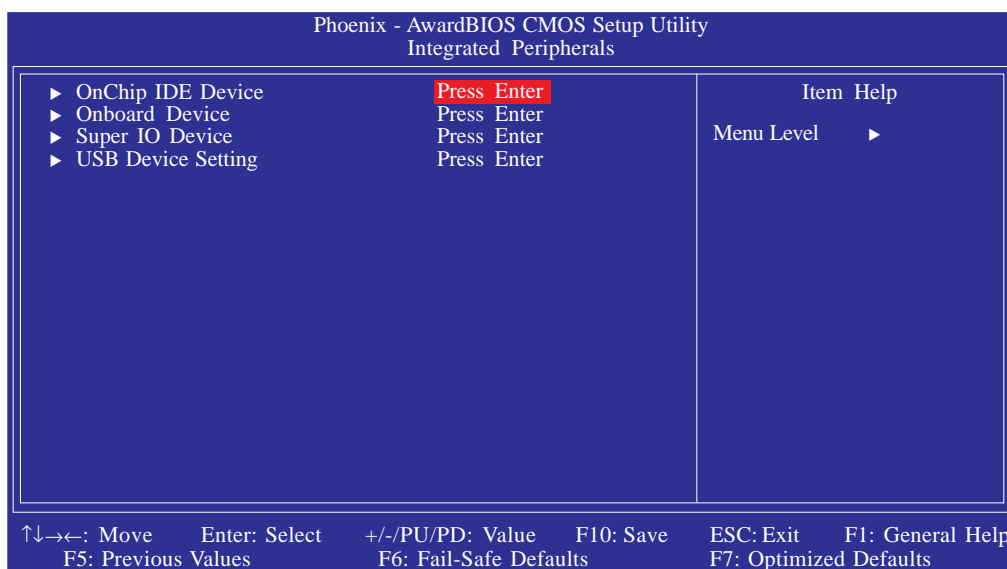 Phoenix - AwardBIOS CMOS Setup Utility
Integrated Peripherals
▶ OnChip IDE Device Press Enter
▶ Onboard Device Press Enter
▶ Super IO Device Press Enter
▶ USB Device Setting Press Enter
Item Help
Menu Level ▶
↑↓→←: Move Enter: Select +/-/PU/PD: Value F10: Save ESC: Exit F1: General Help
F5: Previous Values F6: Fail-Safe Defaults F7: Optimized Defaults